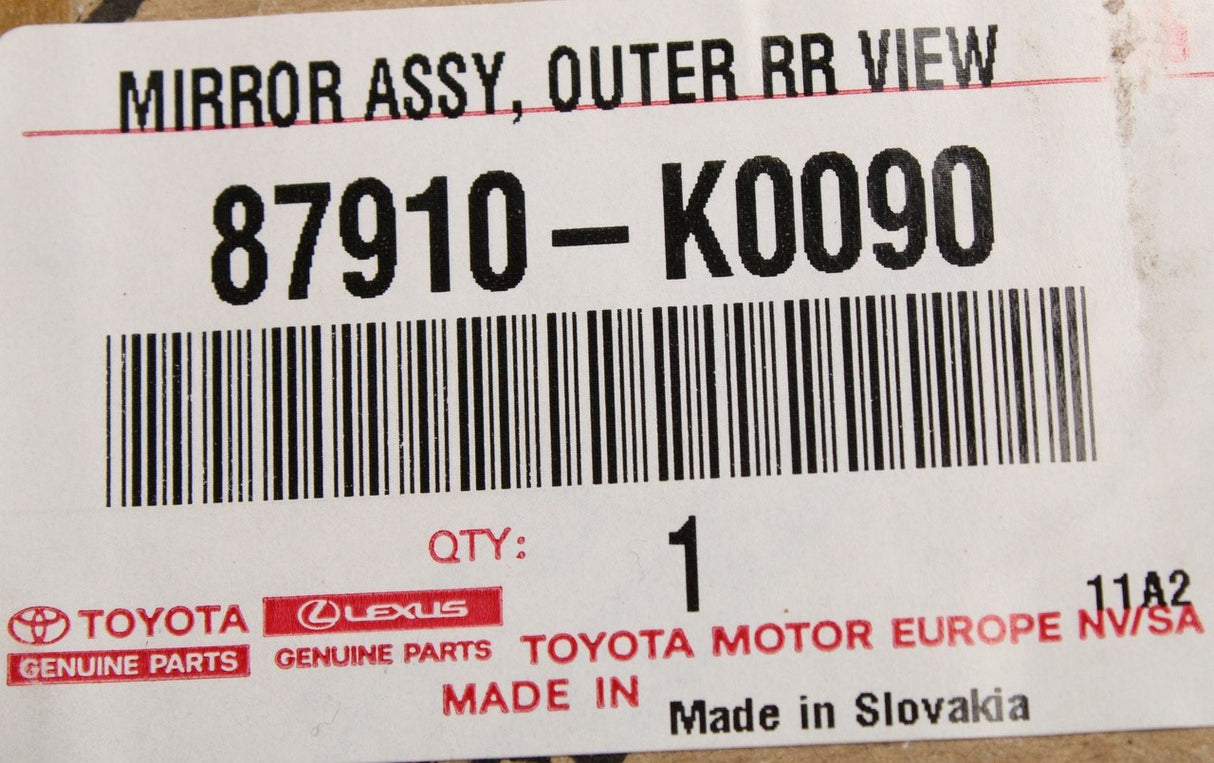 MIRROR ASSY, OUTER RR VIEW
87910-K0090
QTY: 1
11A2
TOYOTA LEXUS
GENUINE PARTS GENUINE PARTS
TOYOTA MOTOR EUROPE NV/SA
MADE IN Made in Slovakia